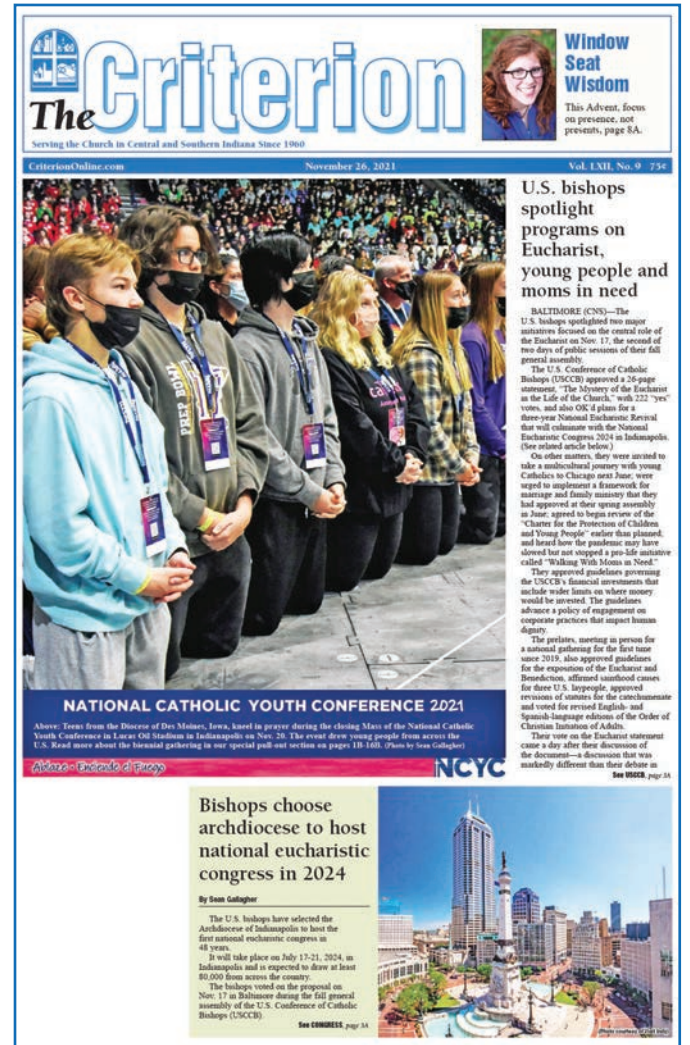 The Criterion
Serving the Church in Central and Southern Indiana Since 1960
Window
Seat
Wisdom
This Advent, focus
on presence, not
presents, page 8A.
CriterionOnline.com November 26, 2021 Vol. LXII, No. 9 75¢
PREP BOWL
NATIONAL CATHOLIC YOUTH CONFERENCE 2021
Above: Teens from the Diocese of Des Moines, Iowa, kneel in prayer during the closing Mass of the National Catholic
Youth Conference in Lucas Oil Stadium in Indianapolis on Nov. 20. The event drew young people from across the
U.S. Read more about the biennial gathering in our special pull-out section on pages 1B-16B. (Photo by Sean Gallagher)
Ablaze • Enciende el Fuego
NCYC
U.S. bishops
spotlight
programs on
Eucharist,
young people and
moms in need
BALTIMORE (CNS)—The
U.S. bishops spotlighted two major
initiatives focused on the central role of
the Eucharist on Nov. 17, the second of
two days of public sessions of their fall
general assembly.
The U.S. Conference of Catholic
Bishops (USCCB) approved a 26-page
statement, “The Mystery of the Eucharist
in the Life of the Church,” with 222 “yes”
votes, and also OK’d plans for a
three-year National Eucharistic Revival
that will culminate with the National
Eucharistic Congress 2024 in Indianapolis.
(See related article below.)
On other matters, they were invited to
take a multicultural journey with young
Catholics to Chicago next June; were
urged to implement a framework for
marriage and family ministry that they
had approved at their spring assembly
in June; agreed to begin review of the
“Charter for the Protection of Children
and Young People” earlier than planned;
and heard how the pandemic may have
slowed but not stopped a pro-life initiative
called “Walking With Moms in Need.”
They approved guidelines governing
the USCCB’s financial investments that
include wider limits on where money
would be invested. The guidelines
advance a policy of engagement on
corporate practices that impact human
dignity.
The prelates, meeting in person for
a national gathering for the first time
since 2019, also approved guidelines
for the exposition of the Eucharist and
Benediction, affirmed sainthood causes
for three U.S. laypeople, approved
revisions of statutes for the catechumenate
and voted for revised English- and
Spanish-language editions of the Order of
Christian Initiation of Adults.
Their vote on the Eucharist statement
came a day after their discussion of
the document—a discussion that was
markedly different than their debate in
See USCCB, page 3A
Bishops choose
archdiocese to host
national eucharistic
congress in 2024
By Sean Gallagher
The U.S. bishops have selected the
Archdiocese of Indianapolis to host the
first national eucharistic congress in
48 years.
It will take place on July 17-21, 2024, in
Indianapolis and is expected to draw at least
80,000 from across the country.
The bishops voted on the proposal on
Nov. 17 in Baltimore during the fall general
assembly of the U.S. Conference of Catholic
Bishops (USCCB).
See CONGRESS, page 3A
(Photo courtesy of Visit Indy)